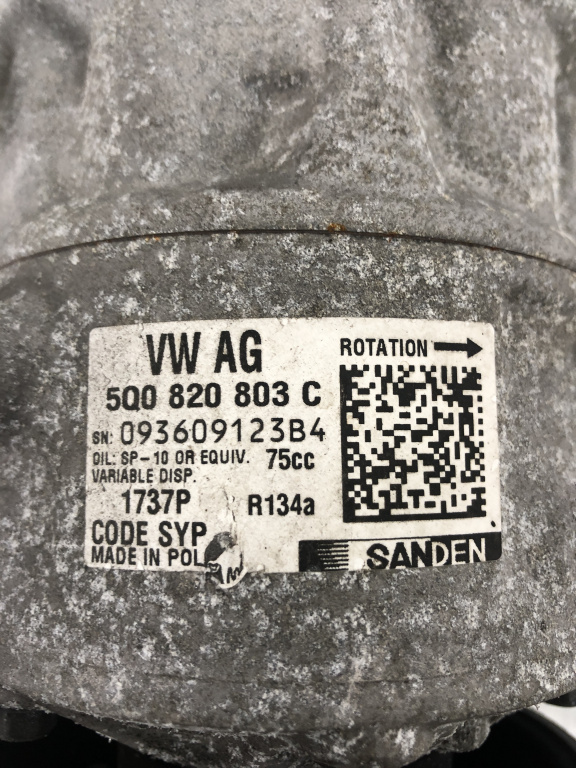 VW AG
ROTATION
5Q0 820 803 C
SN: 093609123B4
OIL: SP-10 OR EQUIV. 75cc
VARIABLE DISP.
1737P R134a
CODE SYP
MADE IN
SANDEN